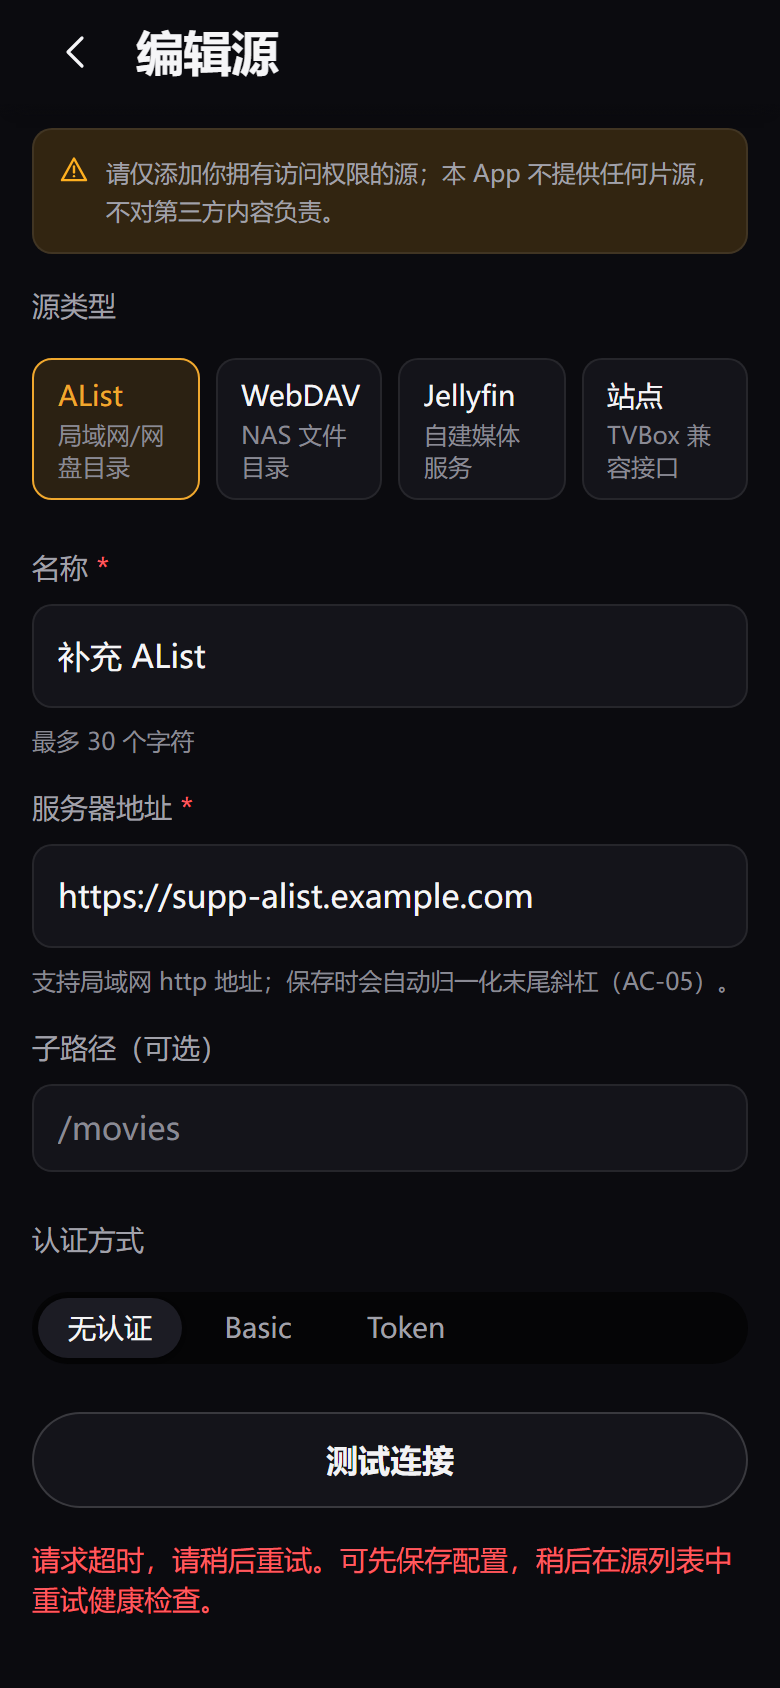 编辑源
请仅添加你拥有访问权限的源；本 App 不提供任何片源，
不对第三方内容负责。
源类型
AList
局域网/网
盘目录
WebDAV
NAS 文件
目录
Jellyfin
自建媒体
服务
站点
TVBox 兼
容接口
名称 *
补充 AList
最多 30 个字符
服务器地址 *
https://supp-alist.example.com
支持局域网 http 地址；保存时会自动归一化末尾斜杠（AC-05）。
子路径（可选）
/movies
认证方式
无认证 Basic Token
测试连接
请求超时，请稍后重试。可先保存配置，稍后在源列表中
重试健康检查。